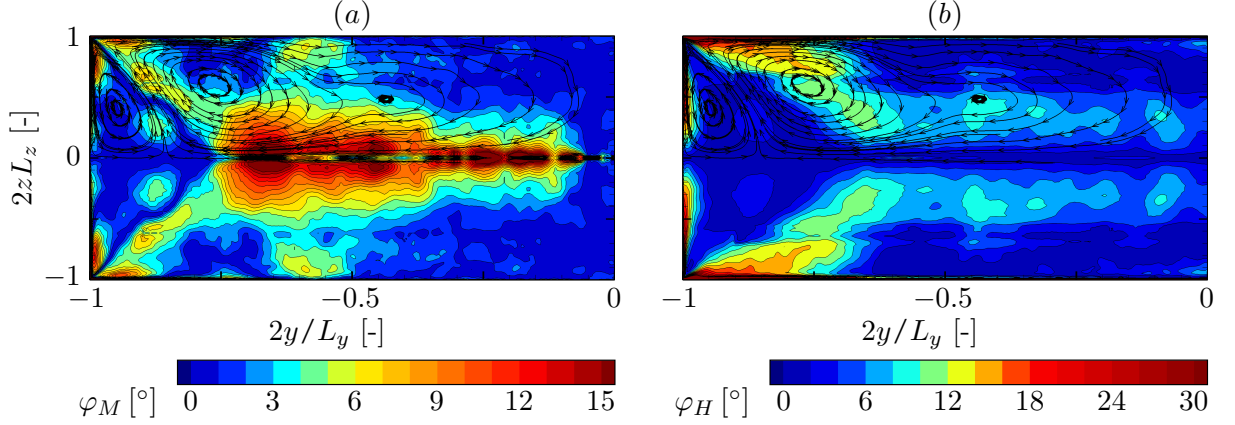 (a) (b)
1
0
−1
2zL_z [-]
−1 −0.5 0
−1 −0.5 0
2y/L_y [-] 2y/L_y [-]
φ_M [°] 0 3 6 9 12 15
φ_H [°] 0 6 12 18 24 30